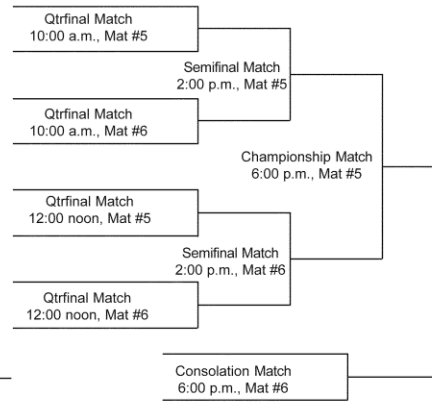 Qtrfinal Match
10:00 a.m., Mat #5
Semifinal Match
2:00 p.m., Mat #5
Qtrfinal Match
10:00 a.m., Mat #6
Championship Match
6:00 p.m., Mat #5
Qtrfinal Match
12:00 noon, Mat #5
Semifinal Match
2:00 p.m., Mat #6
Qtrfinal Match
12:00 noon, Mat #6
Consolation Match
6:00 p.m., Mat #6